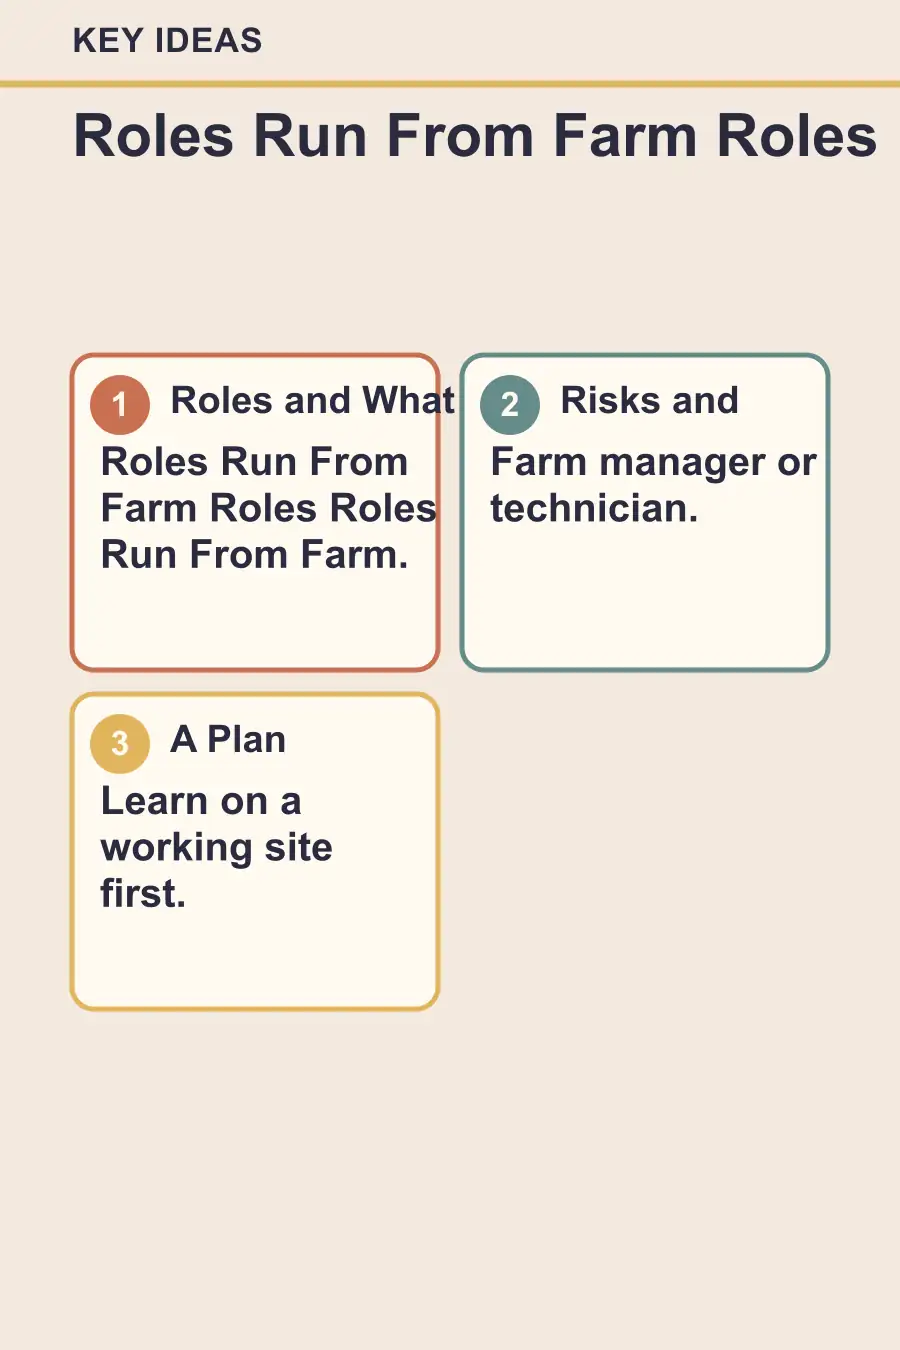 KEY IDEAS
Roles Run From Farm Roles
1
Roles and What
Roles Run From
Farm Roles Roles
Run From Farm.
2
Risks and
Farm manager or
technician.
3
A Plan
Learn on a
working site
first.